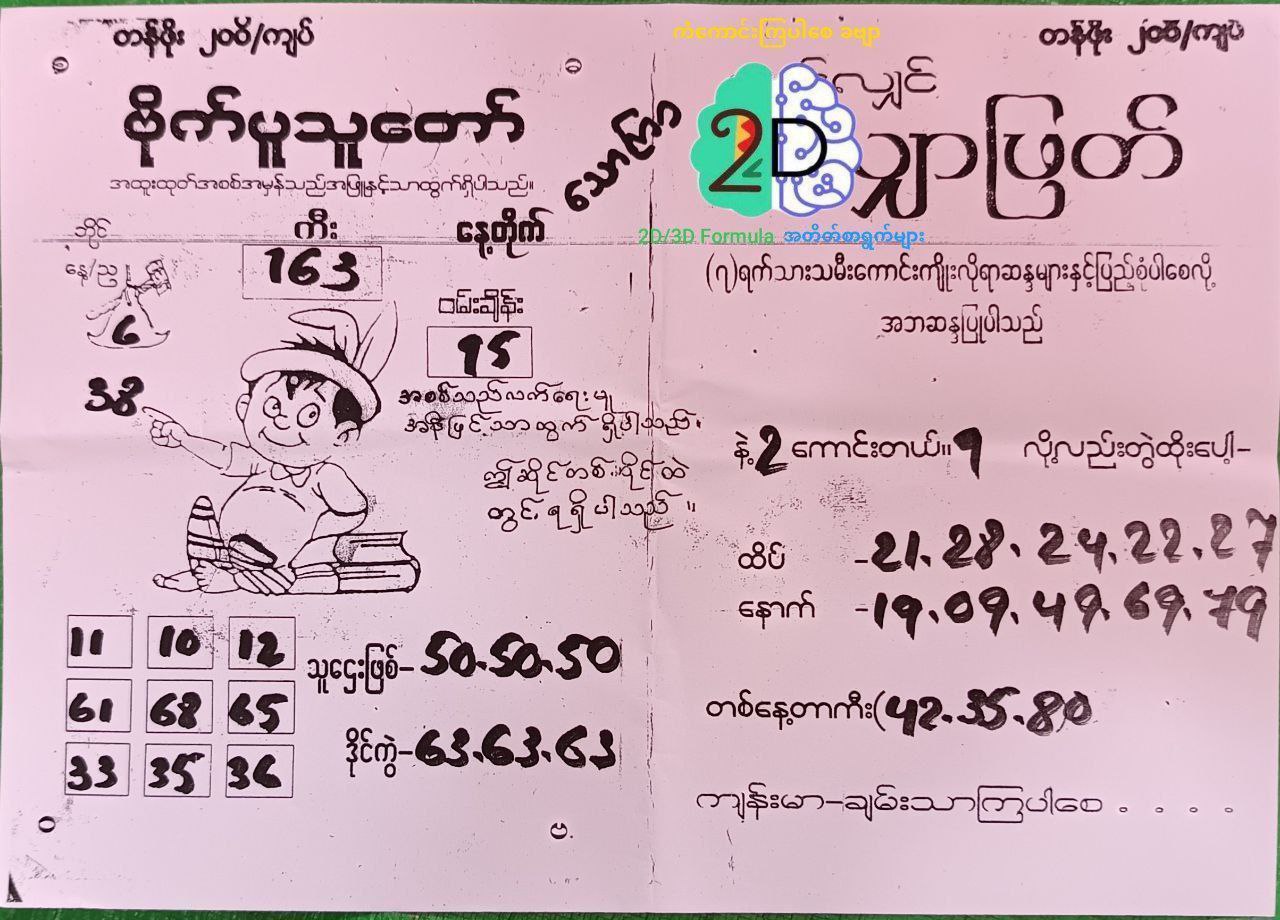 တန်ဖိုး ၂၀၀ိ/ကျပ်
ဗိုက်ပူသူတော်
အထူးထုတ်အစစ်အမှန်သည်အဖြူနှင့်သာထွက်ရှိပါသည်။
သောကြာ
ဘိုင်
ကီး
နေ့တိုက်
နေ့/ည
163
6
ဝမ်းချိန်း
95
38
အစစ်သည်လက်ရေးမူ
အနီဖြင့်သာထွက်ရှိပါသည်။
ဤဆိုင်တစ်ဆိုင်ထဲ
တွင် ရရှိပါသည်။
11 10 12
61 68 65
33 35 36
သူဌေးဖြစ်– 50.50.50
ဒိုင်ကွဲ– 63.63.63
ဝ
ဗ.
ကံကောင်းကြပါစေ ခဗျာ
တန်ဖိုး ၂၀၀ိ/ကျပ်
လျှင်
လျှာဖြတ်
2D
2D/3D Formula အတိတ်စာရွက်များ
(၇)ရက်သားသမီးကောင်းကျိုးလိုရာဆန္ဒများနှင့်ပြည့်စုံပါစေလို့
အဘဆန္ဒပြုပါသည်
နဲ့ 2 ကောင်းတယ်။ 9 လို့လည်းတွဲထိုးပေါ့–
ထိပ် –21.28.24.22.27
နောက် –19.09.49.69.79
တစ်နေ့တာကီး(42.35.80
ကျန်းမာ–ချမ်းသာကြပါစေ . . . .